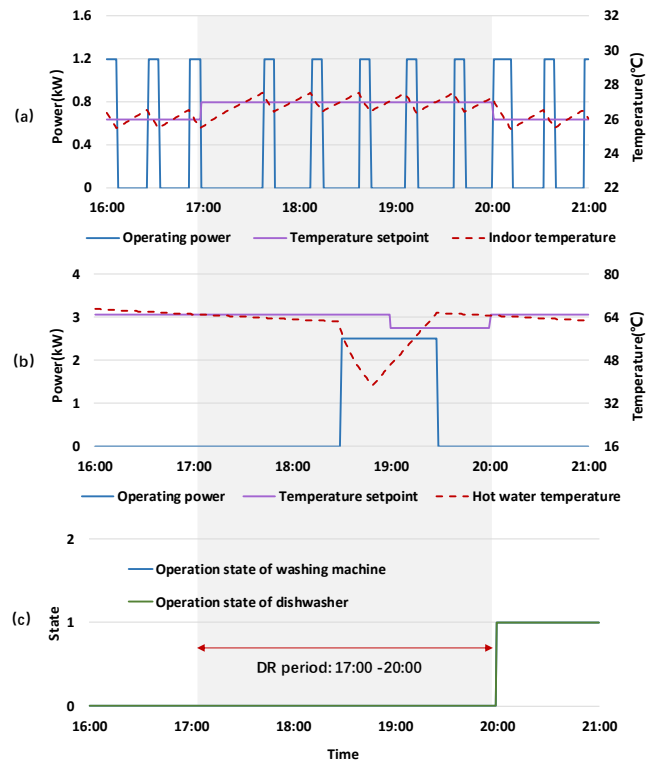 1.6 32
1.2 30
(a) Power(kW) 0.8 28 26 Temperature(℃)
0.4 24
0 22
16:00 17:00 18:00 19:00 20:00 21:00
Operating power Temperature setpoint Indoor temperature
4 80
3 64
(b) Power(kW) 2 48 Temperature(℃)
1 32
0 16
16:00 17:00 18:00 19:00 20:00 21:00
Operating power Temperature setpoint Hot water temperature
2
Operation state of washing machine
Operation state of dishwasher
(c) State 1
DR period: 17:00 -20:00
0
16:00 17:00 18:00 19:00 20:00 21:00
Time